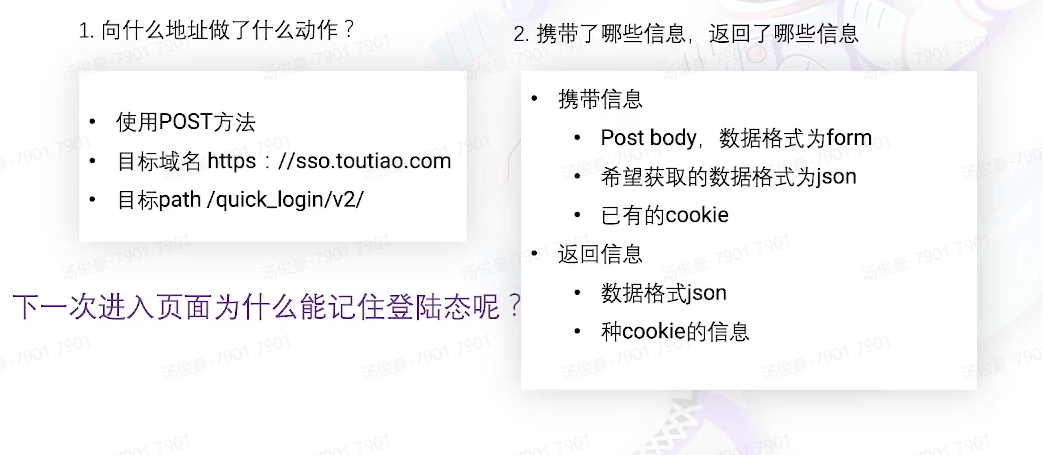 1. 向什么地址做了什么动作？
• 使用POST方法
• 目标域名 https：//sso.toutiao.com
• 目标path /quick_login/v2/
下一次进入页面为什么能记住登陆态呢？
2. 携带了哪些信息，返回了哪些信息
• 携带信息
• Post body，数据格式为form
• 希望获取的数据格式为json
• 已有的cookie
• 返回信息
• 数据格式json
• 种cookie的信息
汤俊豪-7901 7901